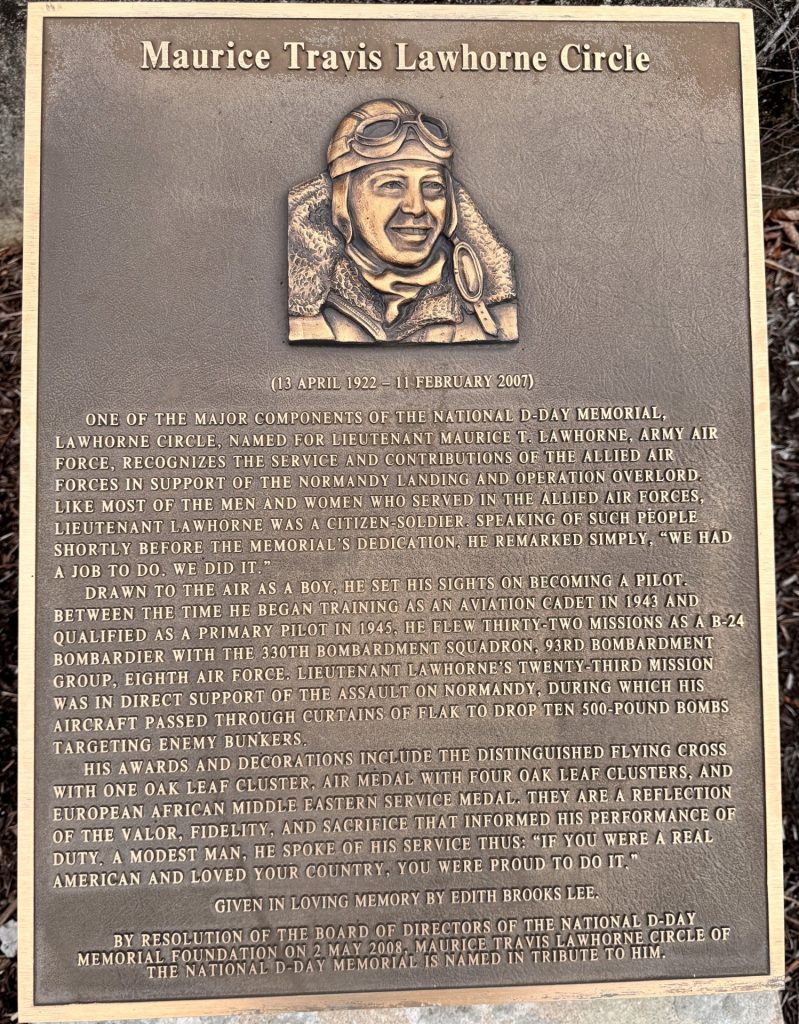 Maurice Travis Lawhorne Circle
(13 APRIL 1922 – 11 FEBRUARY 2007)
ONE OF THE MAJOR COMPONENTS OF THE NATIONAL D-DAY MEMORIAL,
LAWHORNE CIRCLE, NAMED FOR LIEUTENANT MAURICE T. LAWHORNE, ARMY AIR
FORCE, RECOGNIZES THE SERVICE AND CONTRIBUTIONS OF THE ALLIED AIR
FORCES IN SUPPORT OF THE NORMANDY LANDING AND OPERATION OVERLORD.
LIKE MOST OF THE MEN AND WOMEN WHO SERVED IN THE ALLIED AIR FORCES,
LIEUTENANT LAWHORNE WAS A CITIZEN-SOLDIER. SPEAKING OF SUCH PEOPLE
SHORTLY BEFORE THE MEMORIAL'S DEDICATION, HE REMARKED SIMPLY, "WE HAD
A JOB TO DO. WE DID IT."
DRAWN TO THE AIR AS A BOY, HE SET HIS SIGHTS ON BECOMING A PILOT.
BETWEEN THE TIME HE BEGAN TRAINING AS AN AVIATION CADET IN 1943 AND
QUALIFIED AS A PRIMARY PILOT IN 1945, HE FLEW THIRTY-TWO MISSIONS AS A B-24
BOMBARDIER WITH THE 330TH BOMBARDMENT SQUADRON, 93RD BOMBARDMENT
GROUP, EIGHTH AIR FORCE. LIEUTENANT LAWHORNE'S TWENTY-THIRD MISSION
WAS IN DIRECT SUPPORT OF THE ASSAULT ON NORMANDY, DURING WHICH HIS
AIRCRAFT PASSED THROUGH CURTAINS OF FLAK TO DROP TEN 500-POUND BOMBS
TARGETING ENEMY BUNKERS.
HIS AWARDS AND DECORATIONS INCLUDE THE DISTINGUISHED FLYING CROSS
WITH ONE OAK LEAF CLUSTER, AIR MEDAL WITH FOUR OAK LEAF CLUSTERS, AND
EUROPEAN AFRICAN MIDDLE EASTERN SERVICE MEDAL. THEY ARE A REFLECTION
OF THE VALOR, FIDELITY, AND SACRIFICE THAT INFORMED HIS PERFORMANCE OF
DUTY. A MODEST MAN, HE SPOKE OF HIS SERVICE THUS: "IF YOU WERE A REAL
AMERICAN AND LOVED YOUR COUNTRY, YOU WERE PROUD TO DO IT."
GIVEN IN LOVING MEMORY BY EDITH BROOKS LEE.
BY RESOLUTION OF THE BOARD OF DIRECTORS OF THE NATIONAL D-DAY
MEMORIAL FOUNDATION ON 2 MAY 2008, MAURICE TRAVIS LAWHORNE CIRCLE OF
THE NATIONAL D-DAY MEMORIAL IS NAMED IN TRIBUTE TO HIM.